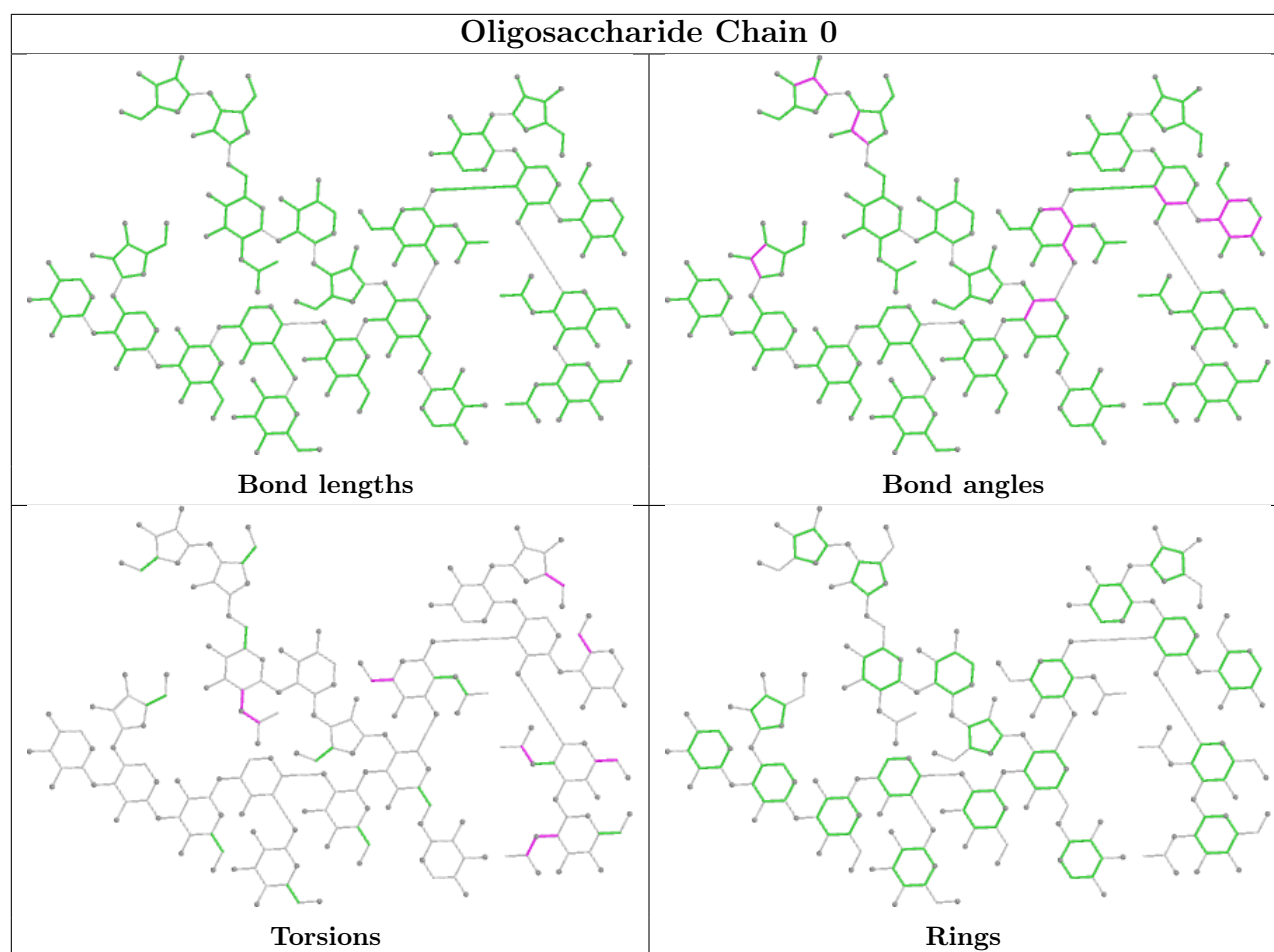 Oligosaccharide Chain 0
Bond lengths
Bond angles
Torsions
Rings